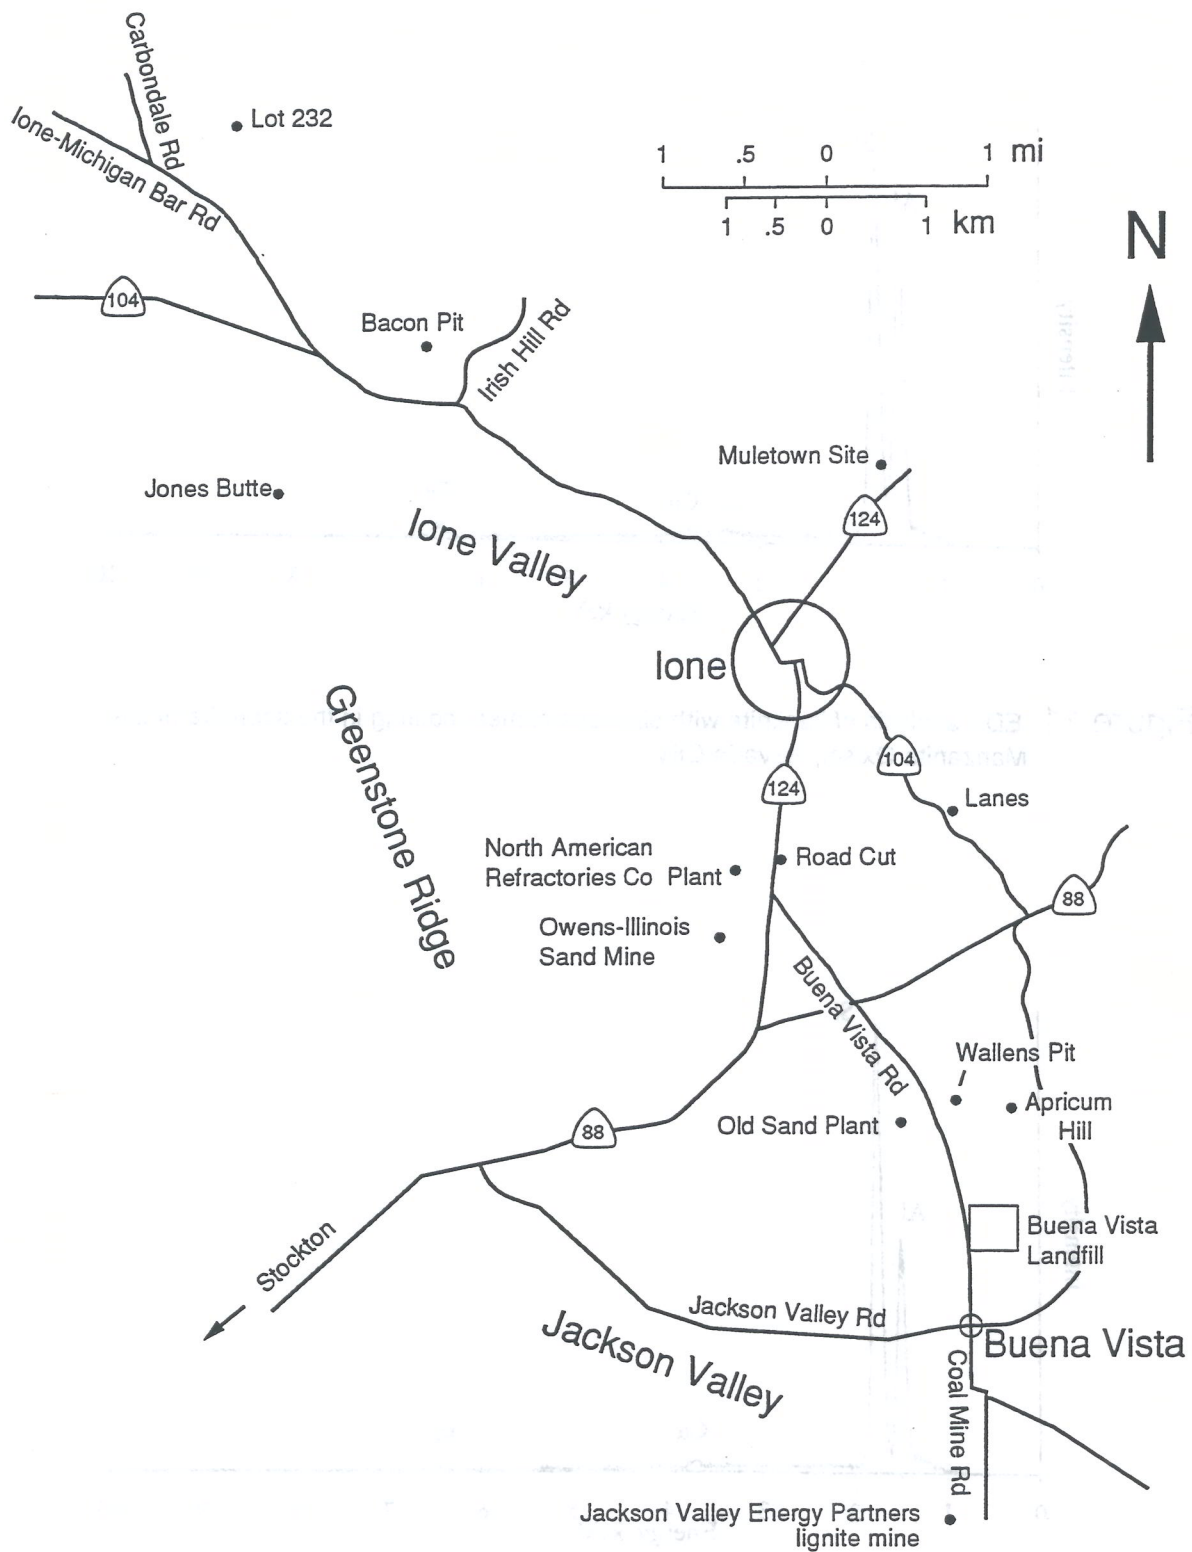 Carbondale Rd
Lot 232
Ione-Michigan Bar Rd
1 .5 0 1 mi
1 .5 0 1 km
N
104
Bacon Pit
Irish Hill Rd
Muletown Site
124
Jones Butte
Ione Valley
Ione
Greenstone Ridge
104
124
Lanes
North American
Refractories Co Plant
Road Cut
88
Owens-Illinois
Sand Mine
Buena Vista Rd
Wallens Pit
Apricum
Hill
Old Sand Plant
88
Buena Vista
Landfill
Stockton
Jackson Valley Rd
Jackson Valley
Buena Vista
Coal Mine Rd
Jackson Valley Energy Partners
lignite mine